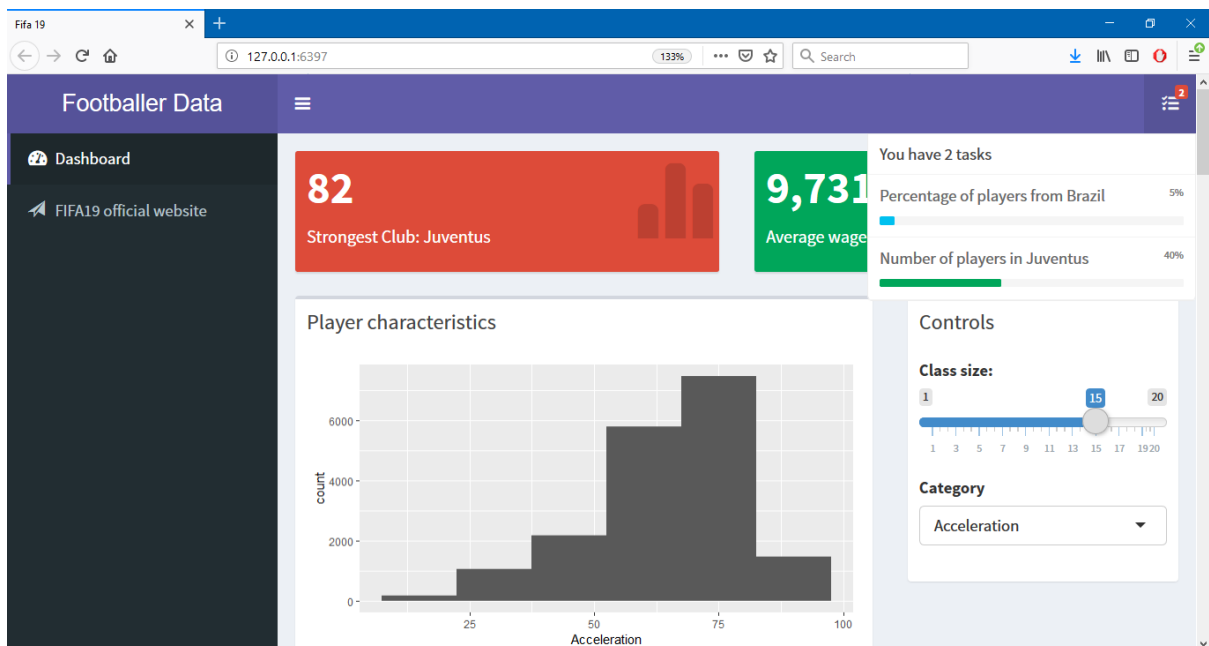 Fifa 19
127.0.0.1:6397
133%
Search
Footballer Data
2
Dashboard
FIFA19 official website
82
Strongest Club: Juventus
9,731
Average wage
You have 2 tasks
Percentage of players from Brazil 5%
Number of players in Juventus 40%
Player characteristics
6000
4000
2000
0
count
25 50 75 100
Acceleration
Controls
Class size:
1 15 20
1 3 5 7 9 11 13 15 17 1920
Category
Acceleration